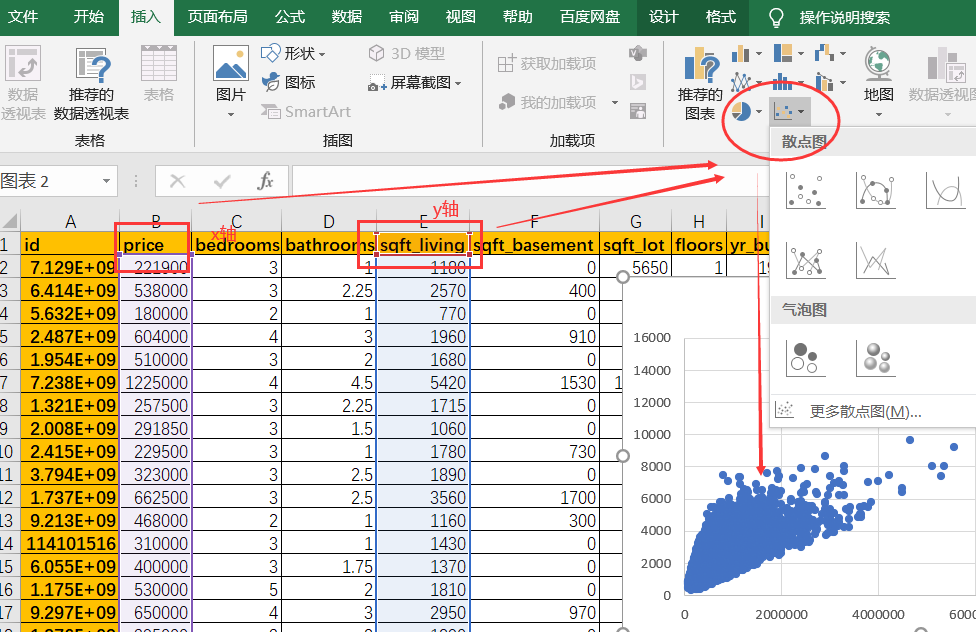 文件 开始 插入 页面布局 公式 数据 审阅 视图 帮助 百度网盘 设计 格式 操作说明搜索
数据
透视表
推荐的
数据透视表
表格
表格
图片
形状
图标
SmartArt
3D 模型
屏幕截图
插图
获取加载项
我的加载项
加载项
推荐的
图表
地图
数据透视图
散点图
气泡图
更多散点图(M)...
图表 2
fx
y轴
x轴
A B C D E F G H I
1 id price bedrooms bathrooms sqft_living sqft_basement sqft_lot floors yr_bu
2 7.129E+09 221900 3 1 1180 0 5650 1 19
3 6.414E+09 538000 3 2.25 2570 400
4 5.632E+09 180000 2 1 770 0
5 2.487E+09 604000 4 3 1960 910
6 1.954E+09 510000 3 2 1680 0
7 7.238E+09 1225000 4 4.5 5420 1530 1
8 1.321E+09 257500 3 2.25 1715 0
9 2.008E+09 291850 3 1.5 1060 0
10 2.415E+09 229500 3 1 1780 730
11 3.794E+09 323000 3 2.5 1890 0
12 1.737E+09 662500 3 2.5 3560 1700
13 9.213E+09 468000 2 1 1160 300
14 114101516 310000 3 1 1430 0
15 6.055E+09 400000 3 1.75 1370 0
16 1.175E+09 530000 5 2 1810 0
17 9.297E+09 650000 4 3 2950 970
16000
14000
12000
10000
8000
6000
4000
2000
0
0 2000000 4000000 6000